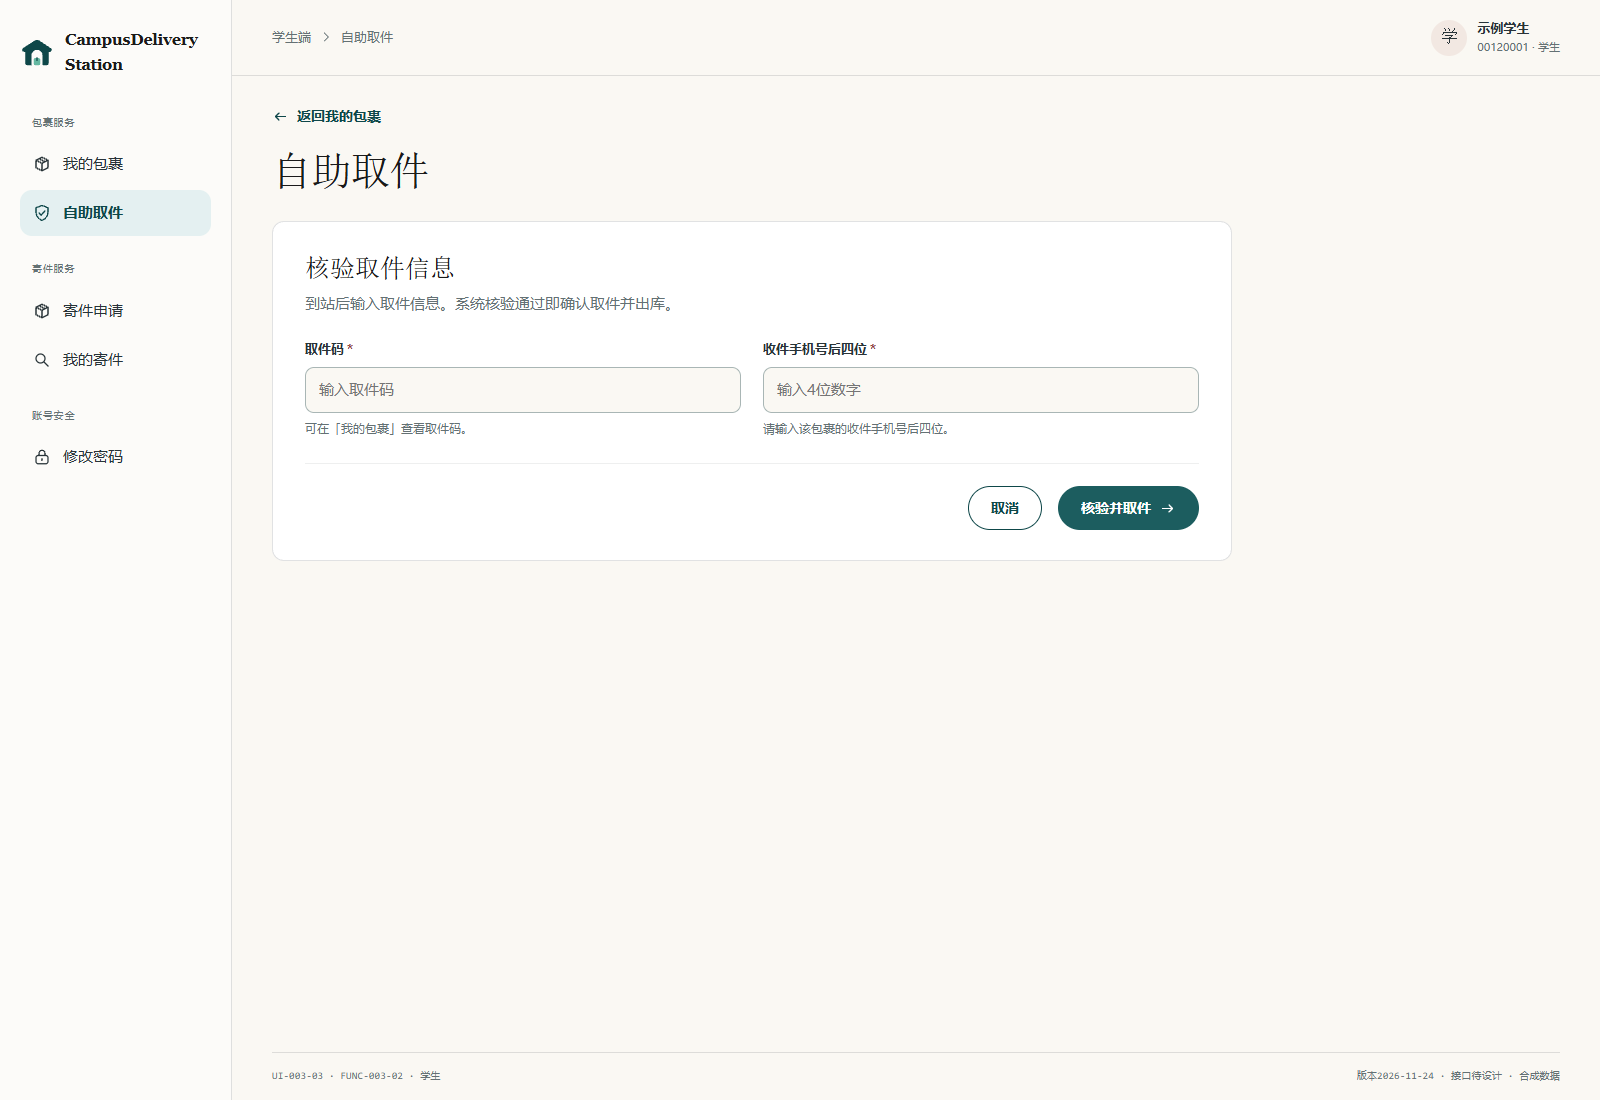 CampusDelivery
Station
包裹服务
我的包裹
自助取件
寄件服务
寄件申请
我的寄件
账号安全
修改密码
学生端 > 自助取件
学
示例学生
00120001 · 学生
← 返回我的包裹
自助取件
核验取件信息
到站后输入取件信息。系统核验通过即确认取件并出库。
取件码 *
输入取件码
可在「我的包裹」查看取件码。
收件手机号后四位 *
输入4位数字
请输入该包裹的收件手机号后四位。
取消
核验并取件 →
UI-003-03 · FUNC-003-02 · 学生
版本2026-11-24 · 接口待设计 · 合成数据